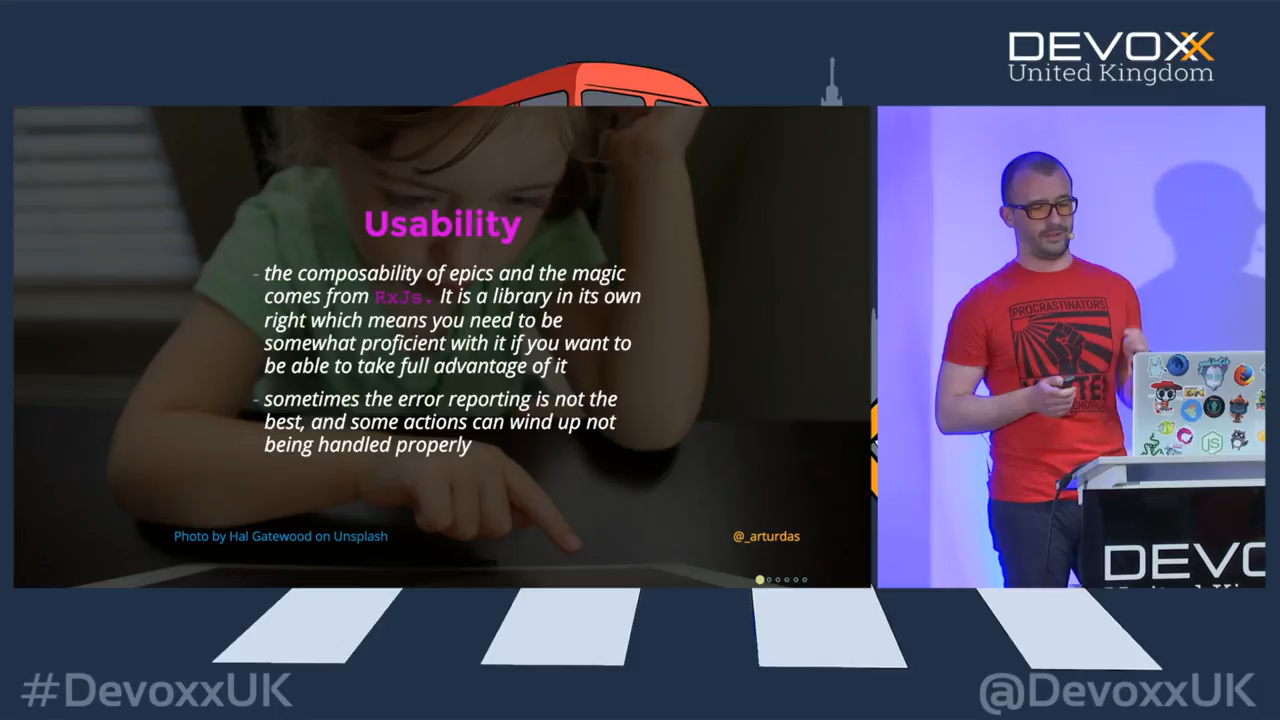 DEVOXX
United Kingdom
Usability
- the composability of epics and the magic
comes from RxJs. It is a library in its own
right which means you need to be
somewhat proficient with it if you want to
be able to take full advantage of it
- sometimes the error reporting is not the
best, and some actions can wind up not
being handled properly
Photo by Hal Gatewood on Unsplash
@_arturdas
PROCRASTINATORS
DEVO
#DevoxxUK
@DevoxxUK